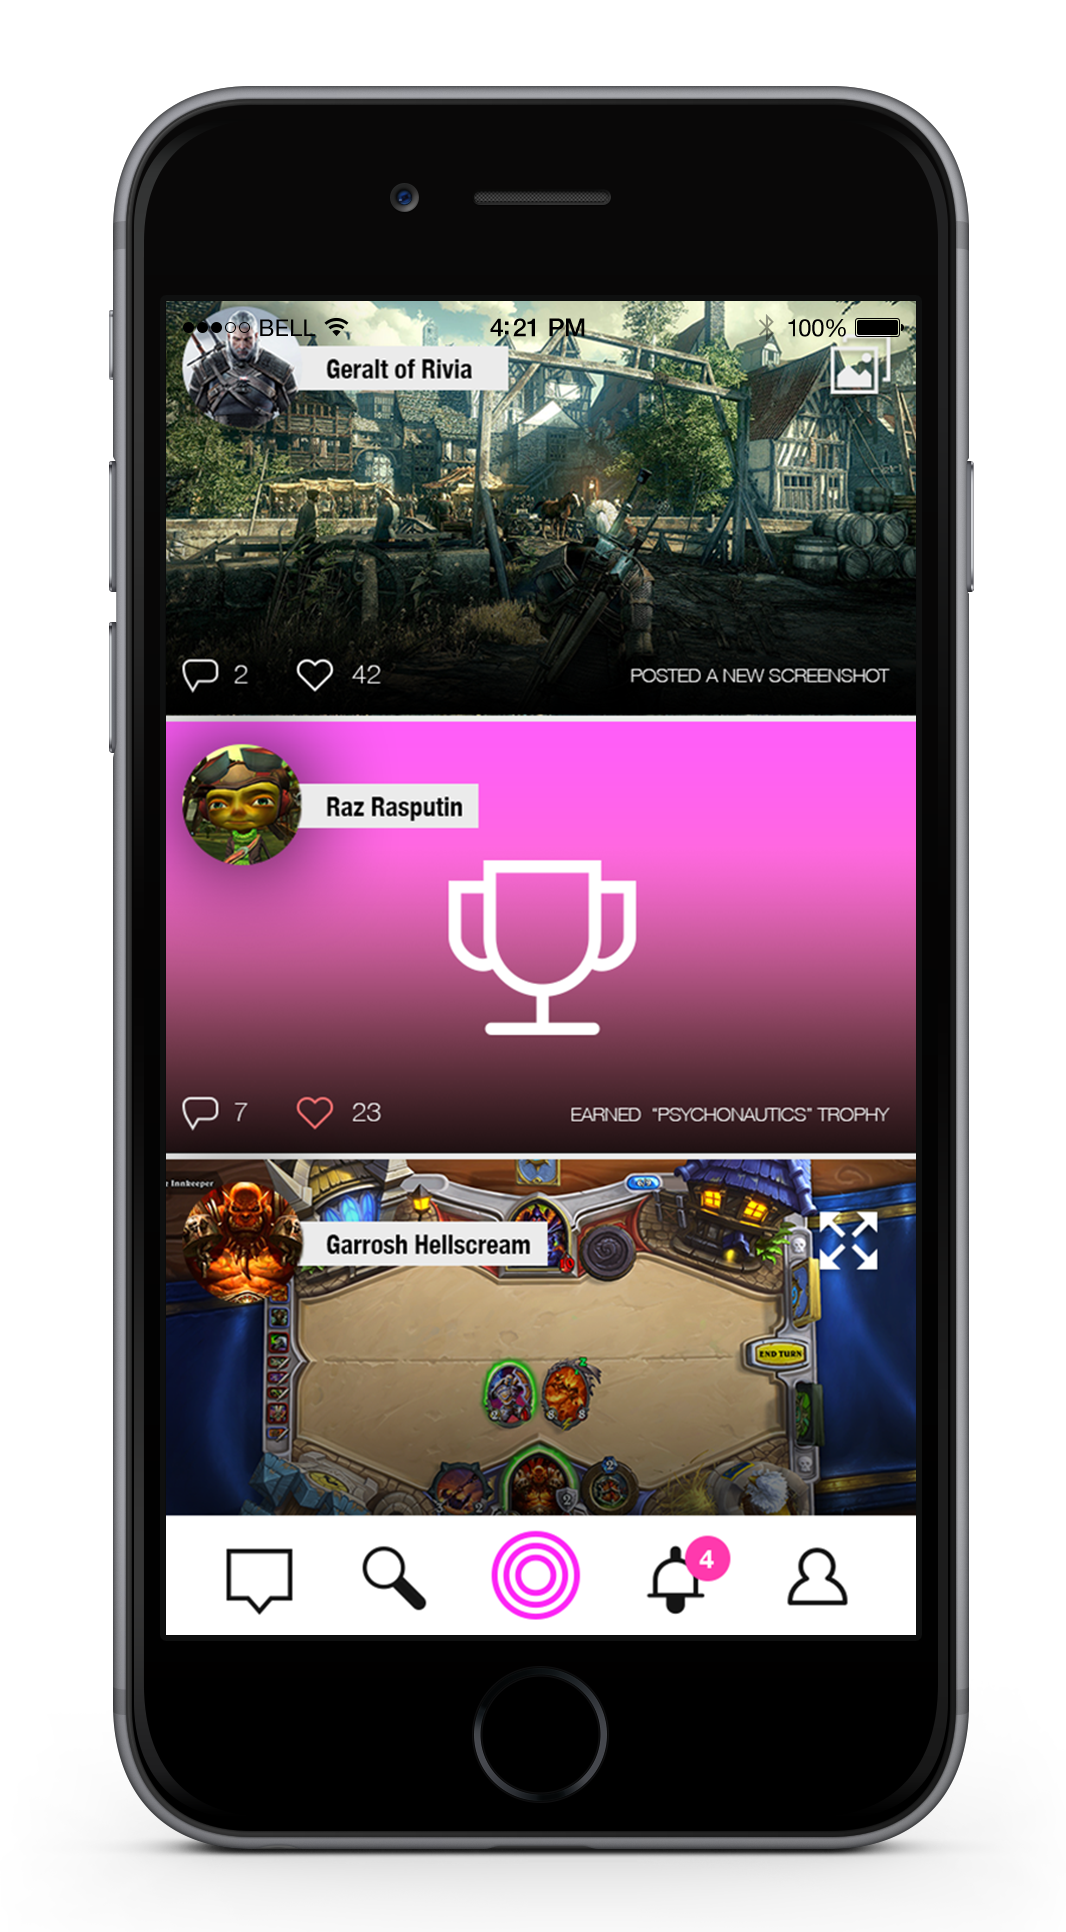 BELL 4:21 PM 100%
Geralt of Rivia
2 42 POSTED A NEW SCREENSHOT
Raz Rasputin
7 23 EARNED “PSYCHONAUTICS” TROPHY
Innkeeper
Garrosh Hellscream
END TURN
4